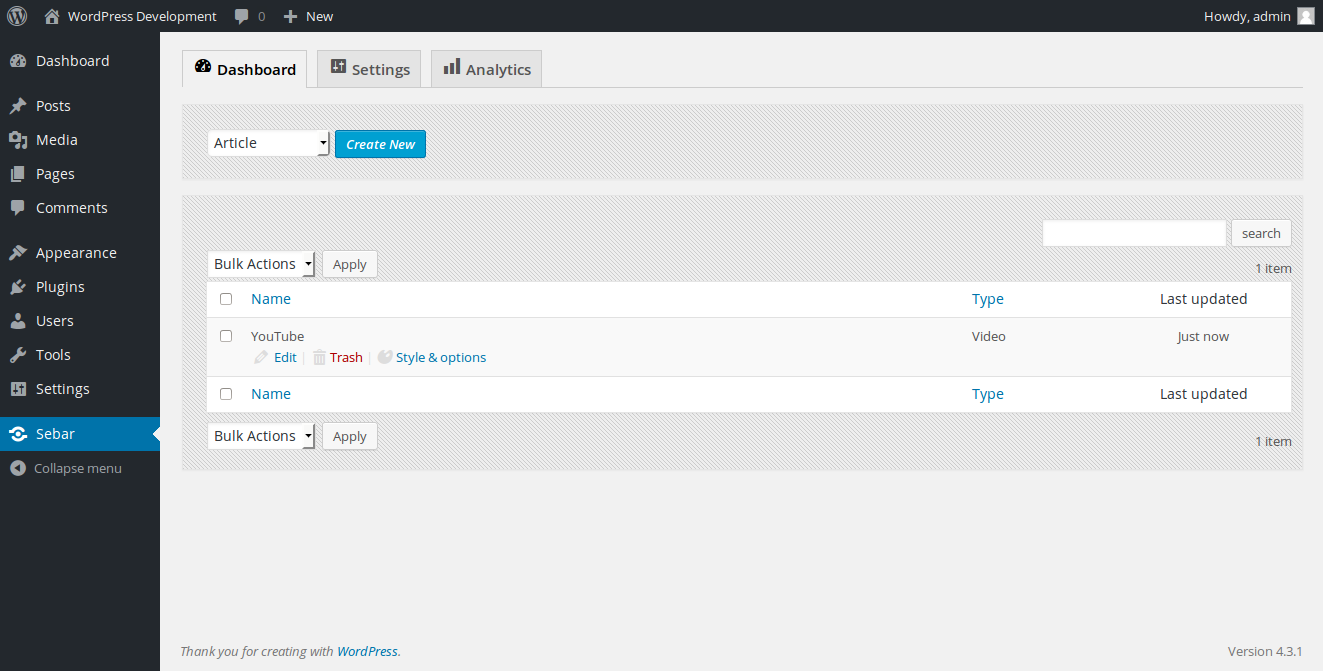 WordPress Development 0 New Howdy, admin
Dashboard
Posts
Media
Pages
Comments
Appearance
Plugins
Users
Tools
Settings
Sebar
Collapse menu
Dashboard Settings Analytics
Article Create New
search
Bulk Actions Apply
1 item
Name Type Last updated
YouTube Video Just now
Edit | Trash | Style & options
Name Type Last updated
Bulk Actions Apply
1 item
Thank you for creating with WordPress. Version 4.3.1